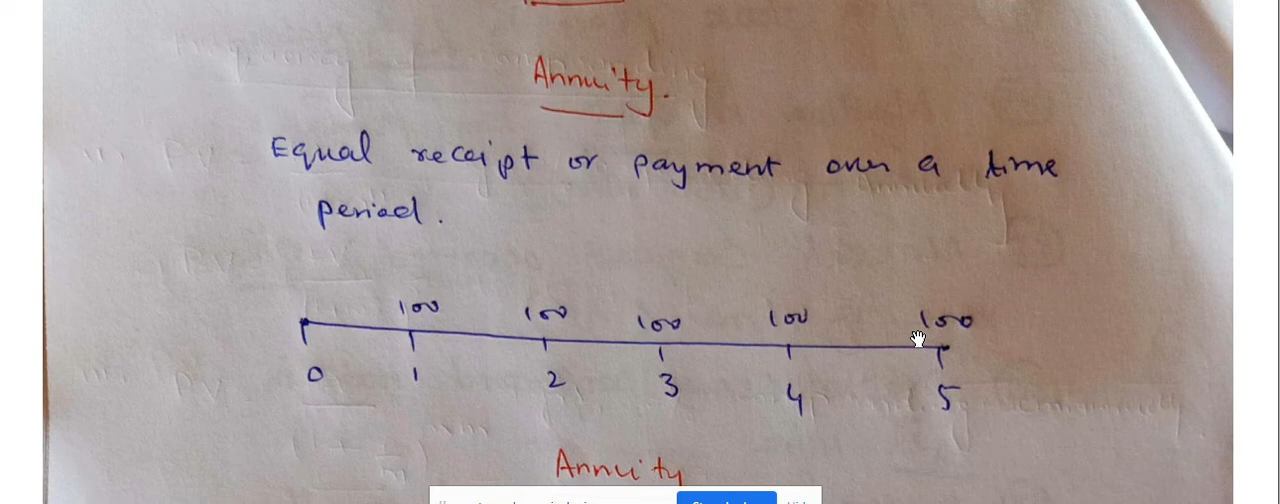 Annuity.
Equal receipt or payment over a time
period.
100 100 100 100 100
0 1 2 3 4 5
Annuity